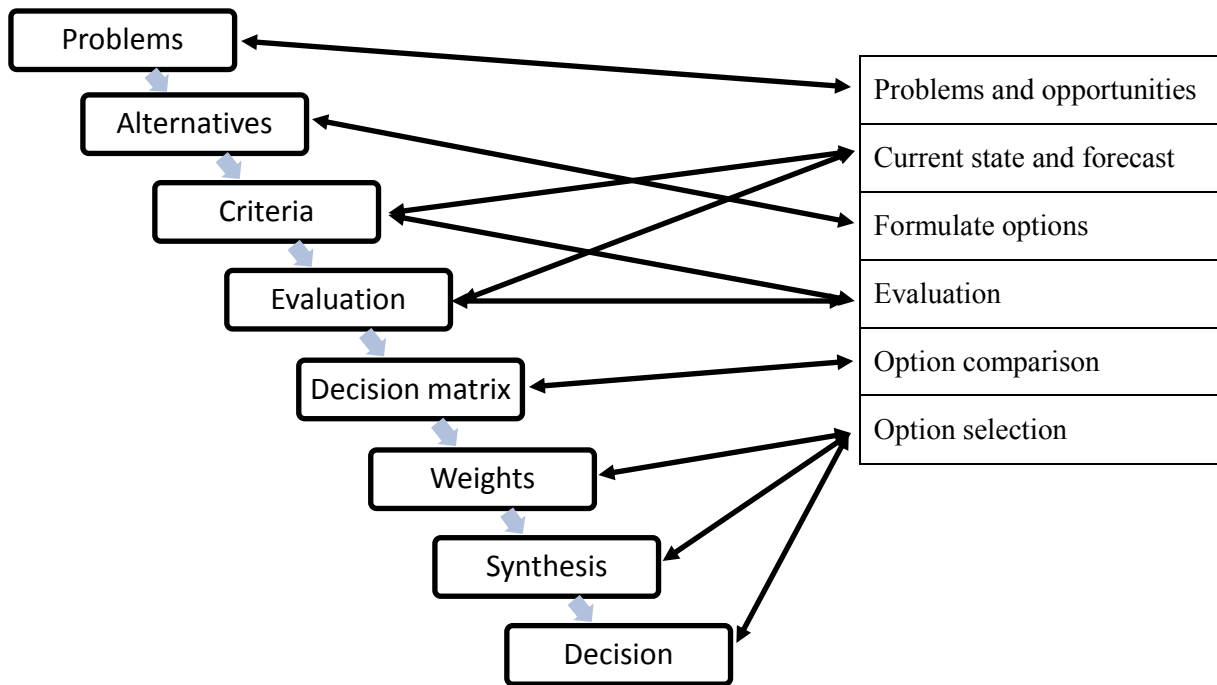 Problems
Alternatives
Criteria
Evaluation
Decision matrix
Weights
Synthesis
Decision
Problems and opportunities
Current state and forecast
Formulate options
Evaluation
Option comparison
Option selection